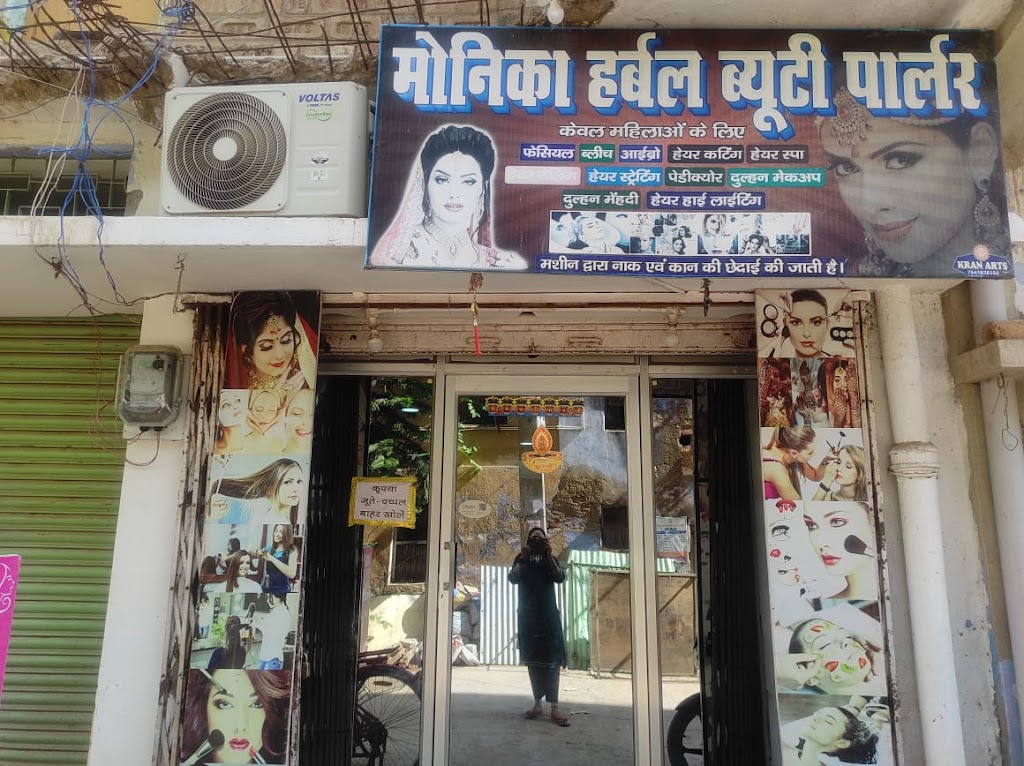 VOLTAS
मोनिका हर्बल ब्यूटी पार्लर
केवल महिलाओं के लिए
फेसियल ब्लीच आईब्रो हेयर कटिंग हेयर स्पा
हेयर स्ट्रेटिंग पेडीक्योर दुल्हन मेकअप
दुल्हन मेंहदी हेयर हाई लाईटिंग
मशीन द्वारा नाक एवं कान की छेदाई की जाती है।
KRAN ARTS
कृपया
जूते-चप्पल
बाहर खोलें